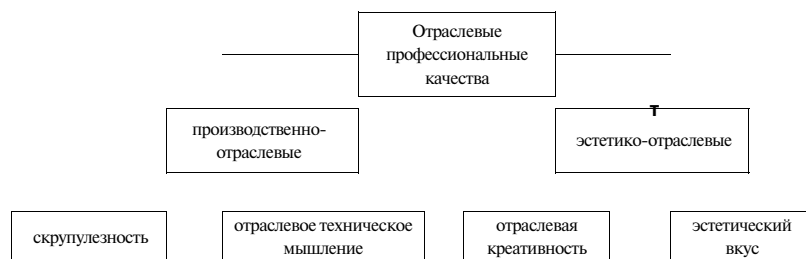 Отраслевые
профессиональные
качества
производственно-
отраслевые
эстетико-отраслевые
скрупулезность
отраслевое техническое
мышление
отраслевая
креативность
эстетический
вкус